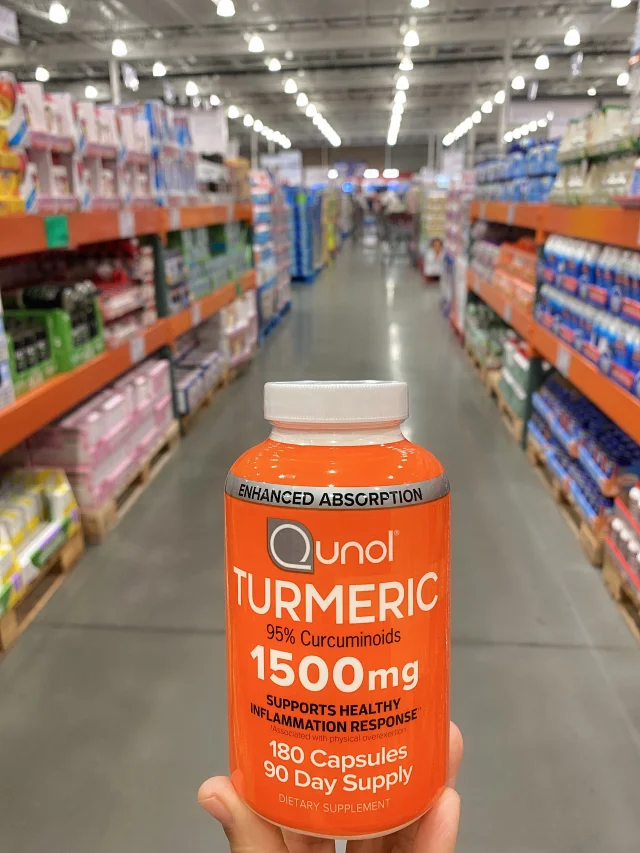 ENHANCED ABSORPTION
Qunol®
TURMERIC
95% Curcuminoids
1500mg
SUPPORTS HEALTHY
INFLAMMATION RESPONSE**
*Associated with physical overexertion
180 Capsules
90 Day Supply
DIETARY SUPPLEMENT